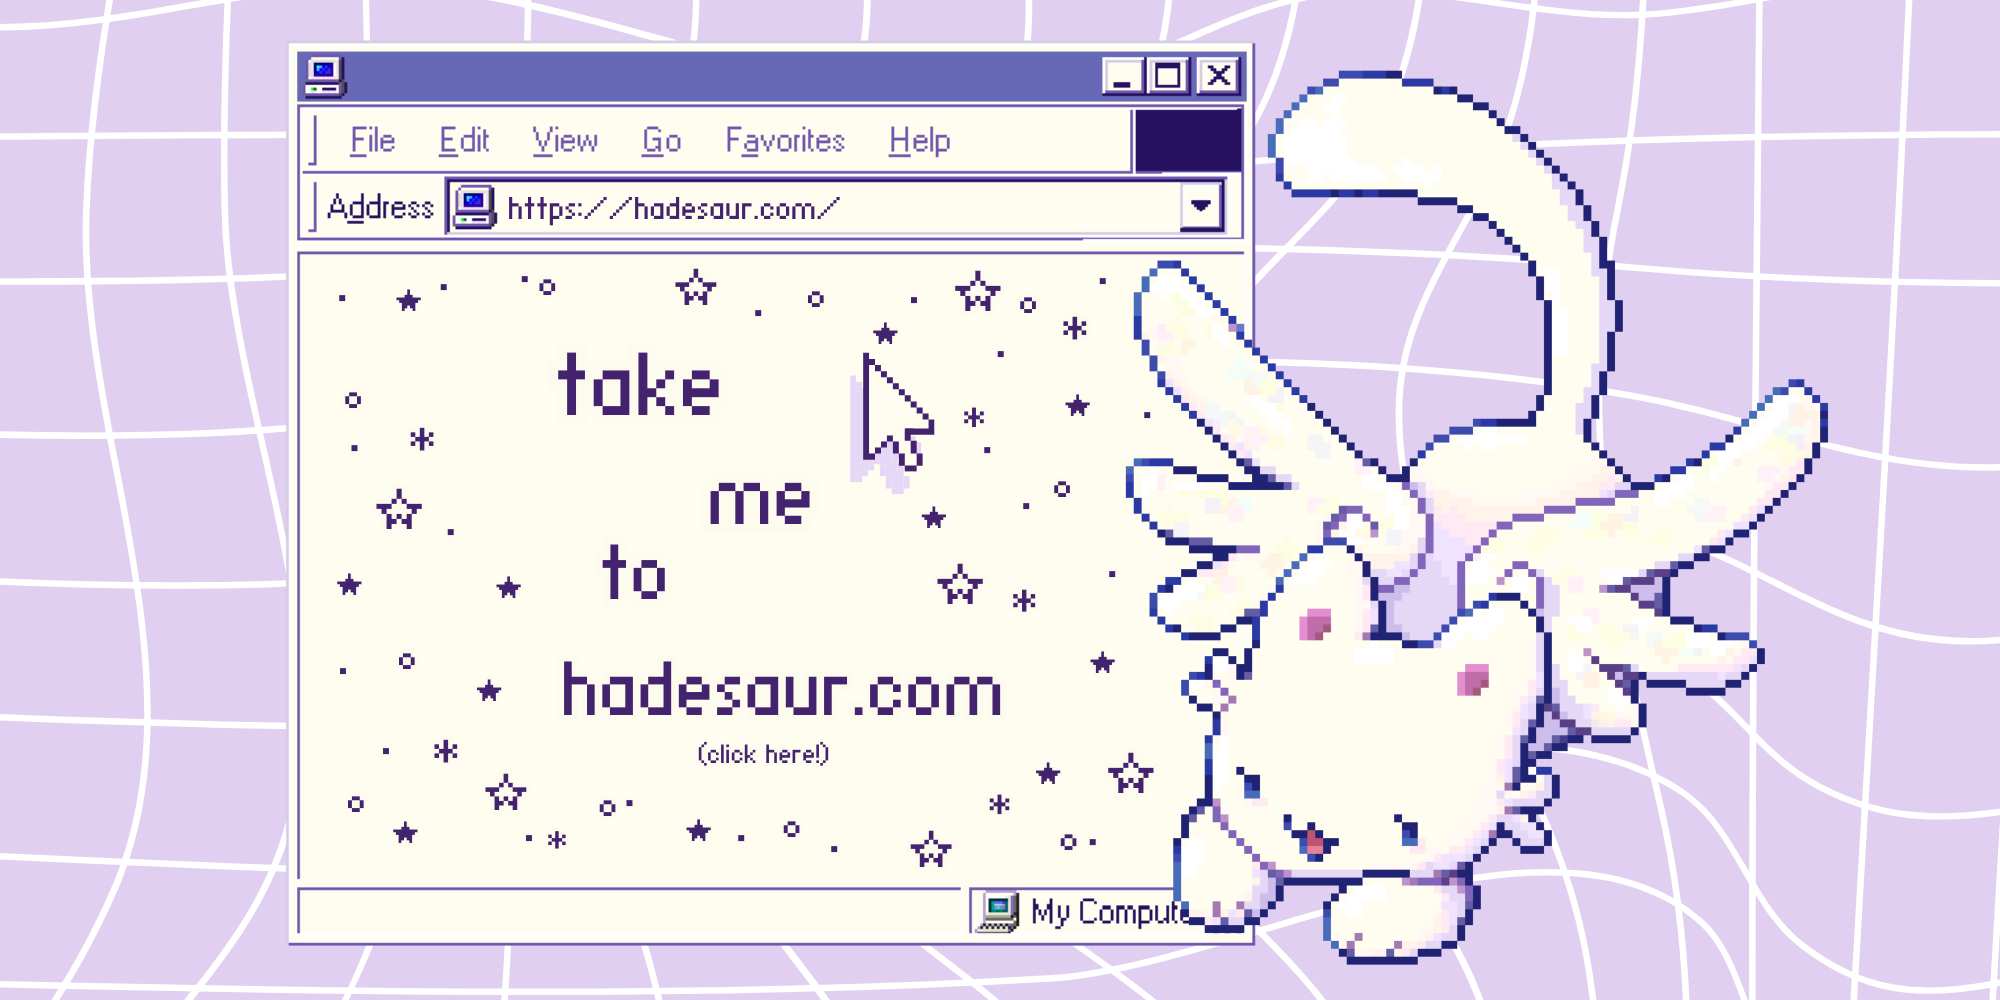 File Edit View Go Favorites Help
Address https://hadesaur.com/
take
me
to
hadesaur.com
(click here!)
My Compute